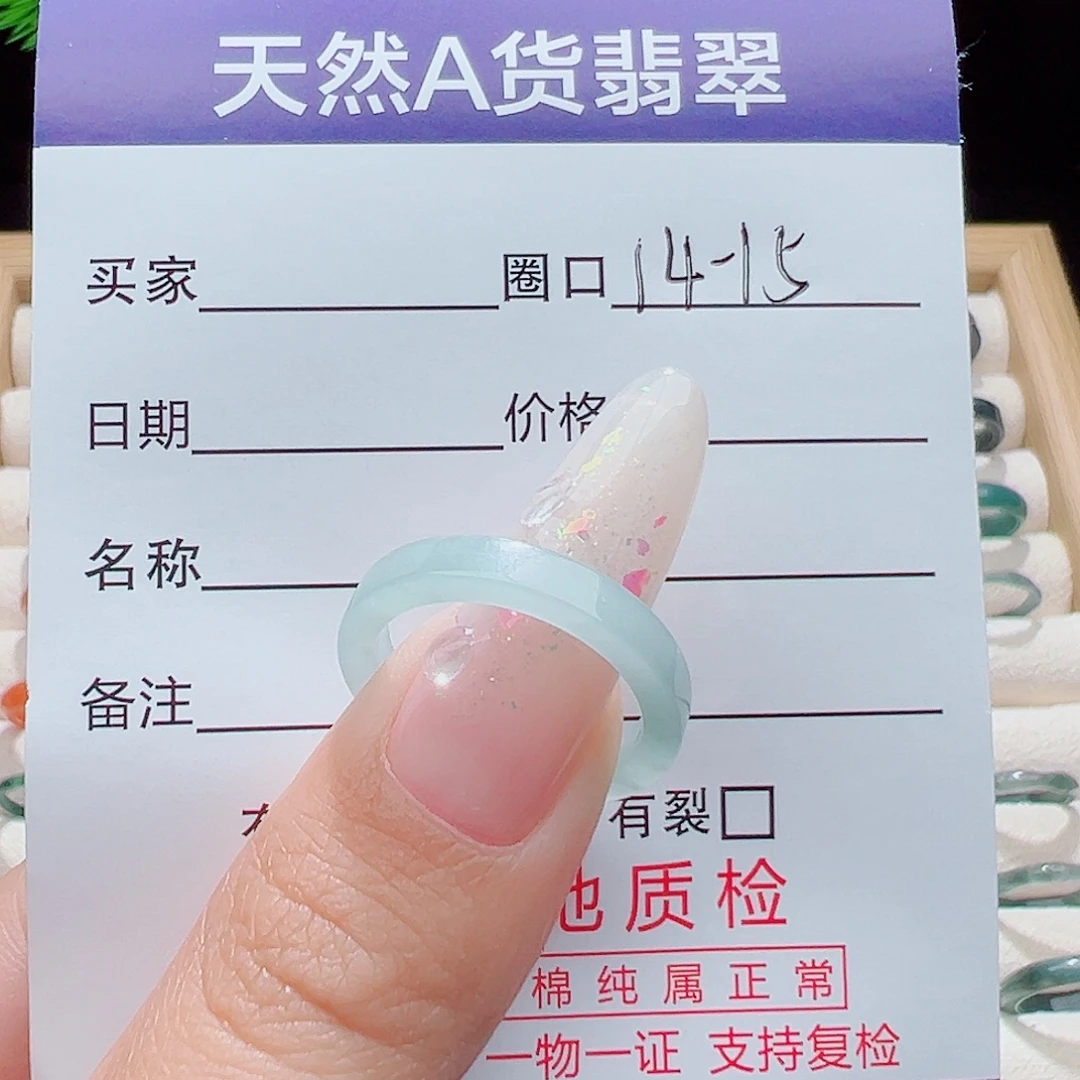 天然A货翡翠
买家 圈口 14-15
日期 价格
名称
备注
有裂
地质检
棉纯属正常
一物一证 支持复检